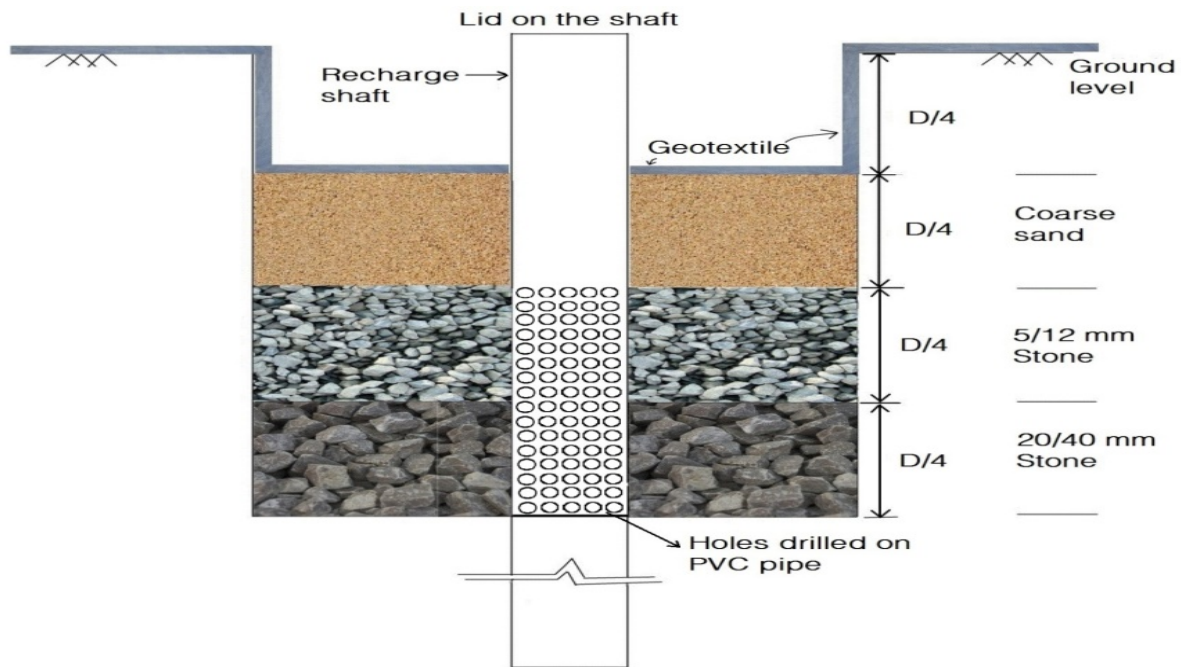 Lid on the shaft
Recharge
shaft
Ground
level
D/4
Geotextile
D/4
Coarse
sand
D/4
5/12 mm
Stone
D/4
20/40 mm
Stone
Holes drilled on
PVC pipe